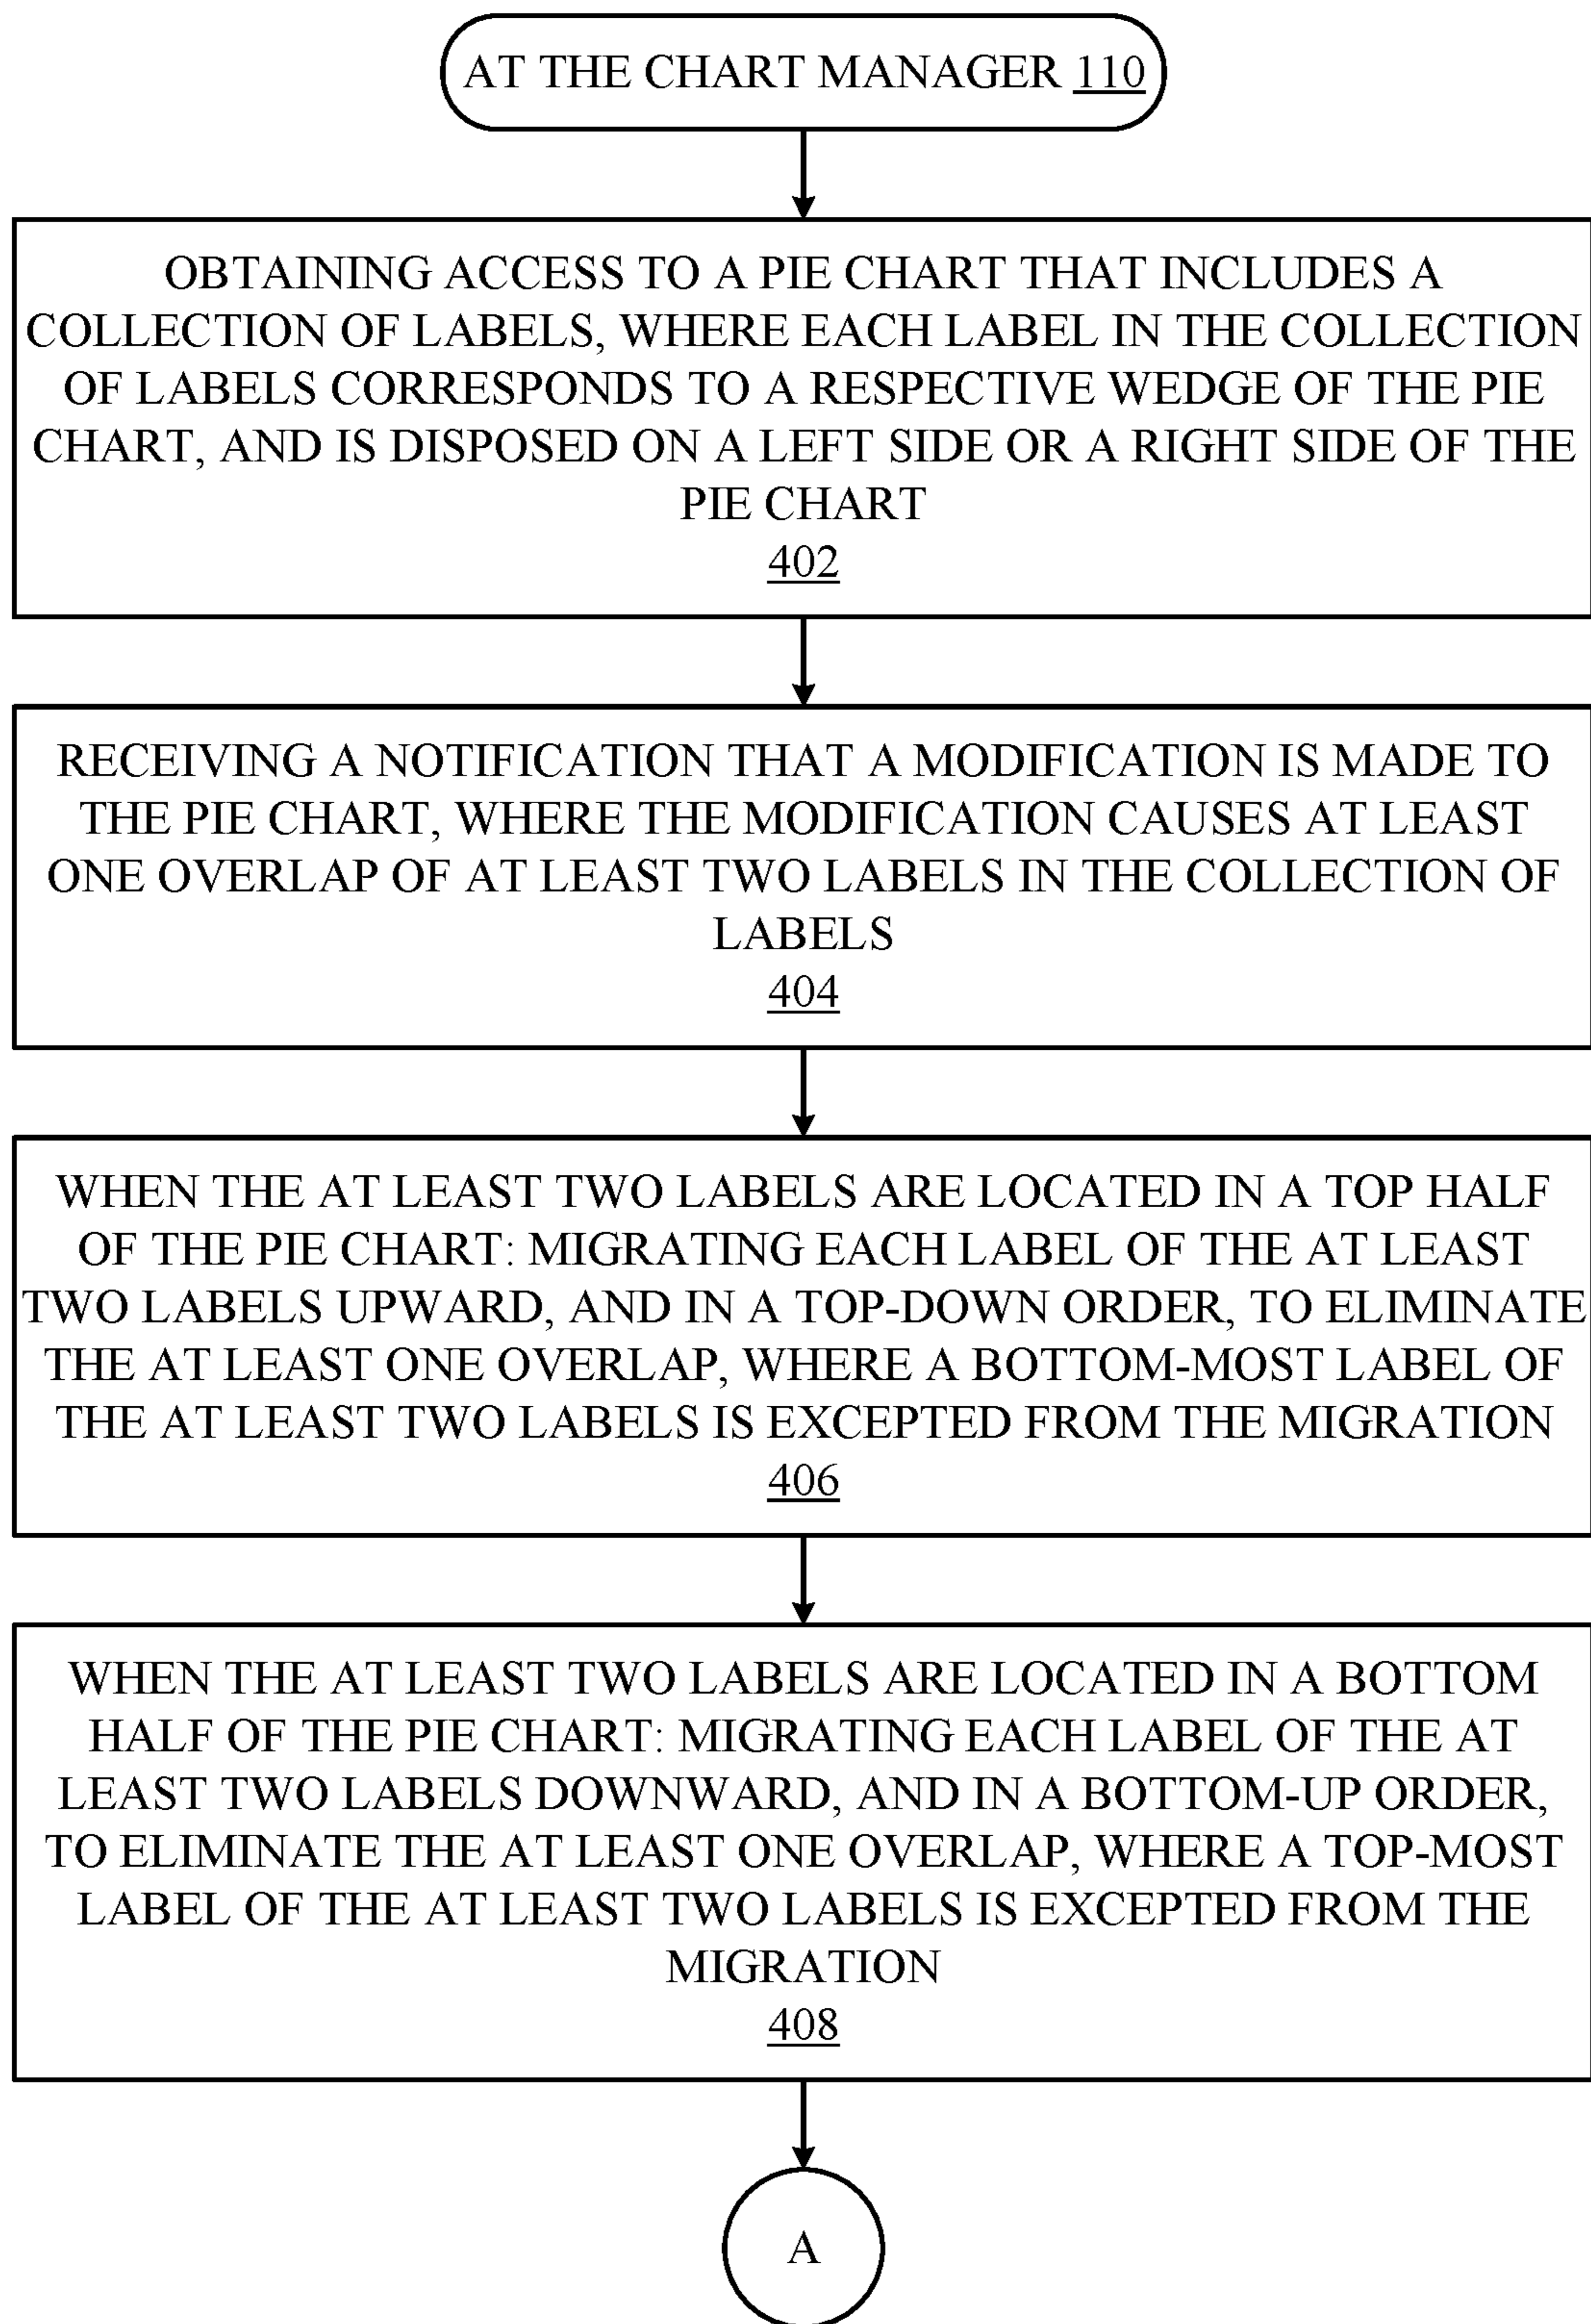 AT THE CHART MANAGER 110
OBTAINING ACCESS TO A PIE CHART THAT INCLUDES A
COLLECTION OF LABELS, WHERE EACH LABEL IN THE COLLECTION
OF LABELS CORRESPONDS TO A RESPECTIVE WEDGE OF THE PIE
CHART, AND IS DISPOSED ON A LEFT SIDE OR A RIGHT SIDE OF THE
PIE CHART
402
RECEIVING A NOTIFICATION THAT A MODIFICATION IS MADE TO
THE PIE CHART, WHERE THE MODIFICATION CAUSES AT LEAST
ONE OVERLAP OF AT LEAST TWO LABELS IN THE COLLECTION OF
LABELS
404
WHEN THE AT LEAST TWO LABELS ARE LOCATED IN A TOP HALF
OF THE PIE CHART: MIGRATING EACH LABEL OF THE AT LEAST
TWO LABELS UPWARD, AND IN A TOP-DOWN ORDER, TO ELIMINATE
THE AT LEAST ONE OVERLAP, WHERE A BOTTOM-MOST LABEL OF
THE AT LEAST TWO LABELS IS EXCEPTED FROM THE MIGRATION
406
WHEN THE AT LEAST TWO LABELS ARE LOCATED IN A BOTTOM
HALF OF THE PIE CHART: MIGRATING EACH LABEL OF THE AT
LEAST TWO LABELS DOWNWARD, AND IN A BOTTOM-UP ORDER,
TO ELIMINATE THE AT LEAST ONE OVERLAP, WHERE A TOP-MOST
LABEL OF THE AT LEAST TWO LABELS IS EXCEPTED FROM THE
MIGRATION
408
A